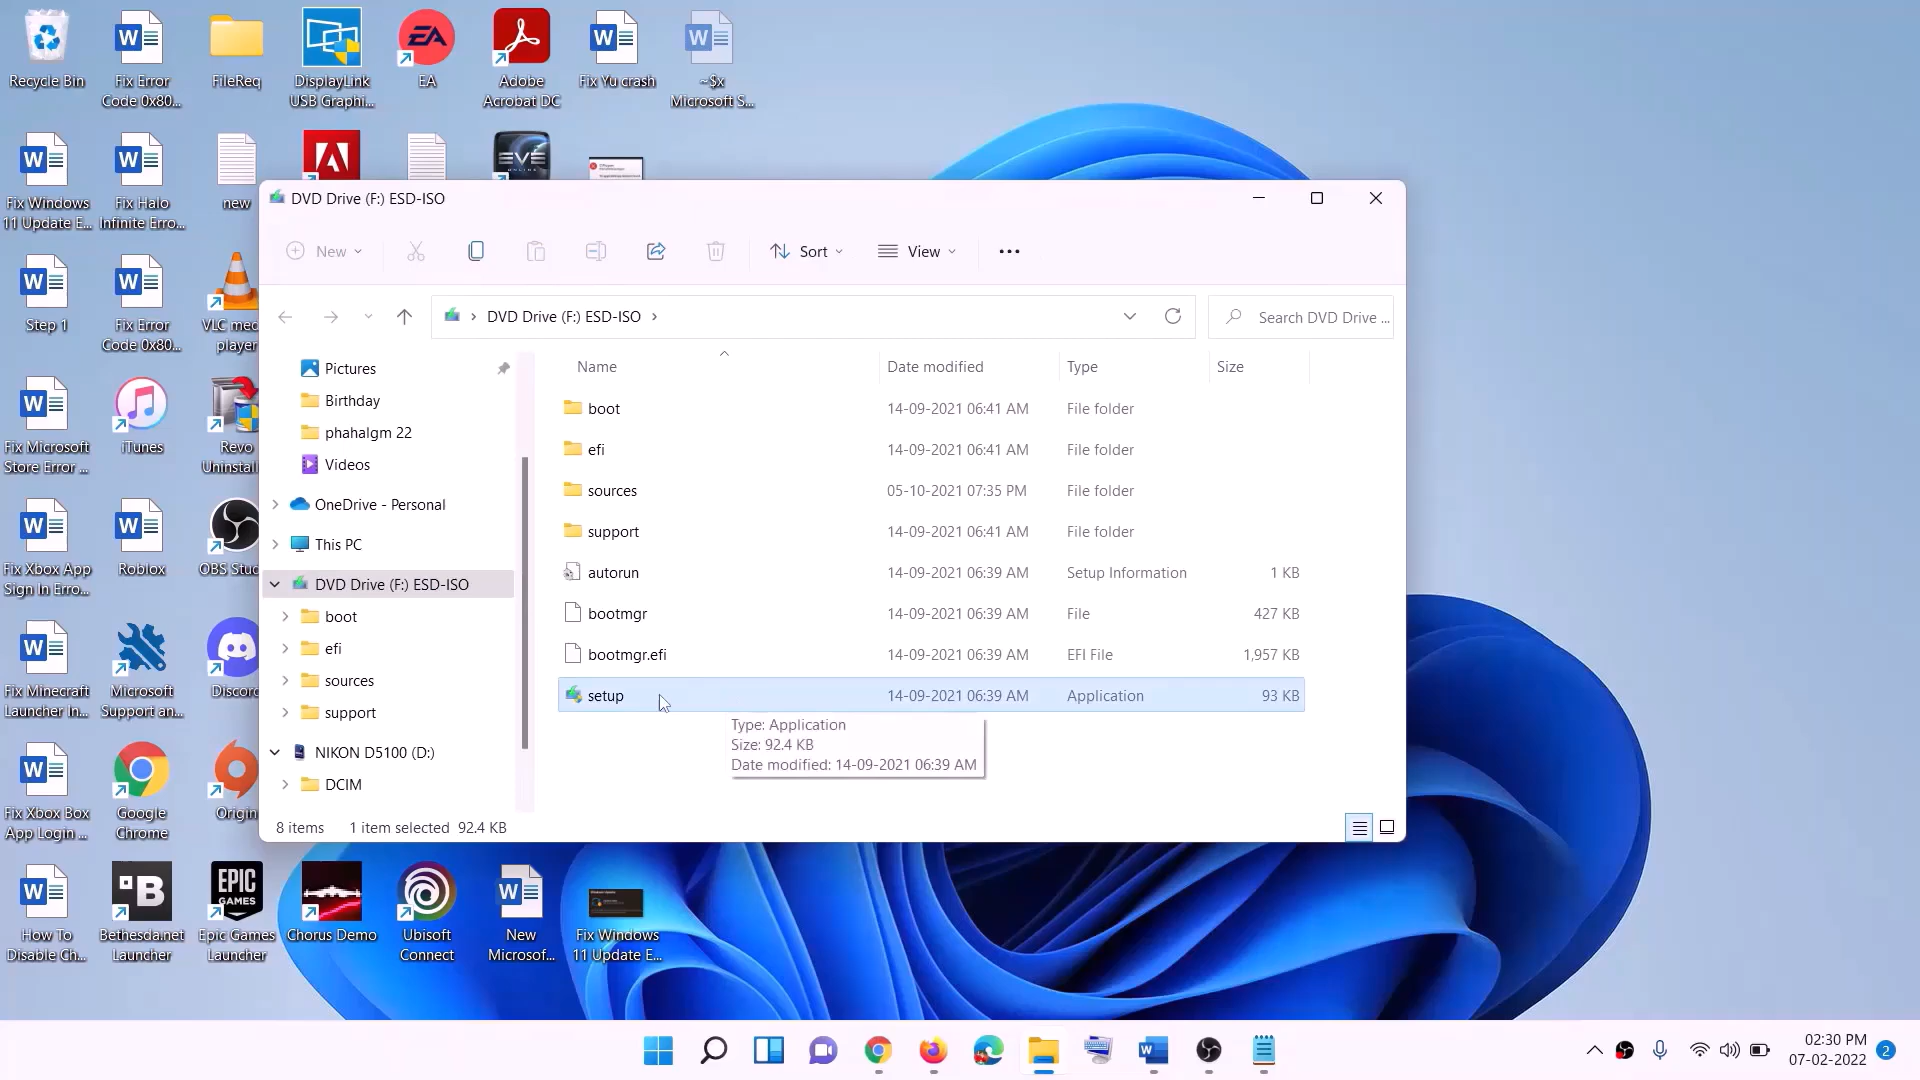 Recycle Bin
Fix Error
Code 0x80...
FileReq
DisplayLink
USB Graphi...
EA
Adobe
Acrobat DC
Fix Yu crash
~$x
Microsoft S...
Fix Windows
11 Update E...
Fix Halo
Infinite Erro...
new
EVE
ONLINE
Step 1
Fix Error
Code 0x80...
VLC med
player
Fix Microsoft
Store Error ...
iTunes
Revo
Uninstall
Fix Xbox App
Sign In Erro...
Roblox
OBS Stud
Fix Minecraft
Launcher In...
Microsoft
Support an...
Discord
Fix Xbox Box
App Login ...
Google
Chrome
Origin
How To
Disable Ch...
Bethesda.net
Launcher
EPIC
GAMES
Epic Games
Launcher
Chorus Demo
Ubisoft
Connect
New
Microsof...
Fix Windows
11 Update E...
DVD Drive (F:) ESD-ISO
New
Sort
View
DVD Drive (F:) ESD-ISO
Search DVD Drive ...
Pictures
Birthday
phahalgm 22
Videos
OneDrive - Personal
This PC
DVD Drive (F:) ESD-ISO
boot
efi
sources
support
NIKON D5100 (D:)
DCIM
Name Date modified Type Size
boot 14-09-2021 06:41 AM File folder
efi 14-09-2021 06:41 AM File folder
sources 05-10-2021 07:35 PM File folder
support 14-09-2021 06:41 AM File folder
autorun 14-09-2021 06:39 AM Setup Information 1 KB
bootmgr 14-09-2021 06:39 AM File 427 KB
bootmgr.efi 14-09-2021 06:39 AM EFI File 1,957 KB
setup 14-09-2021 06:39 AM Application 93 KB
Type: Application
Size: 92.4 KB
Date modified: 14-09-2021 06:39 AM
8 items 1 item selected 92.4 KB
02:30 PM
07-02-2022
2